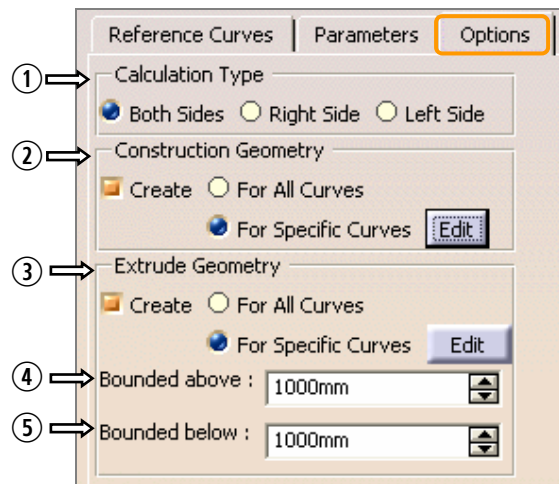 Reference Curves Parameters Options
① Calculation Type
Both Sides Right Side Left Side
② Construction Geometry
Create For All Curves
For Specific Curves Edit
③ Extrude Geometry
Create For All Curves
For Specific Curves Edit
④ Bounded above : 1000mm
⑤ Bounded below : 1000mm